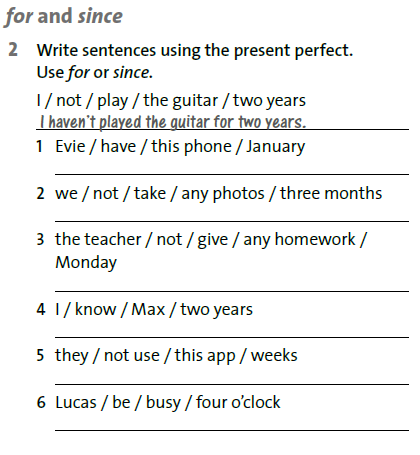 for and since
2 Write sentences using the present perfect.
Use for or since.
I / not / play / the guitar / two years
I haven't played the guitar for two years.
1 Evie / have / this phone / January
2 we / not / take / any photos / three months
3 the teacher / not / give / any homework /
Monday
4 I / know / Max / two years
5 they / not use / this app / weeks
6 Lucas / be / busy / four o'clock